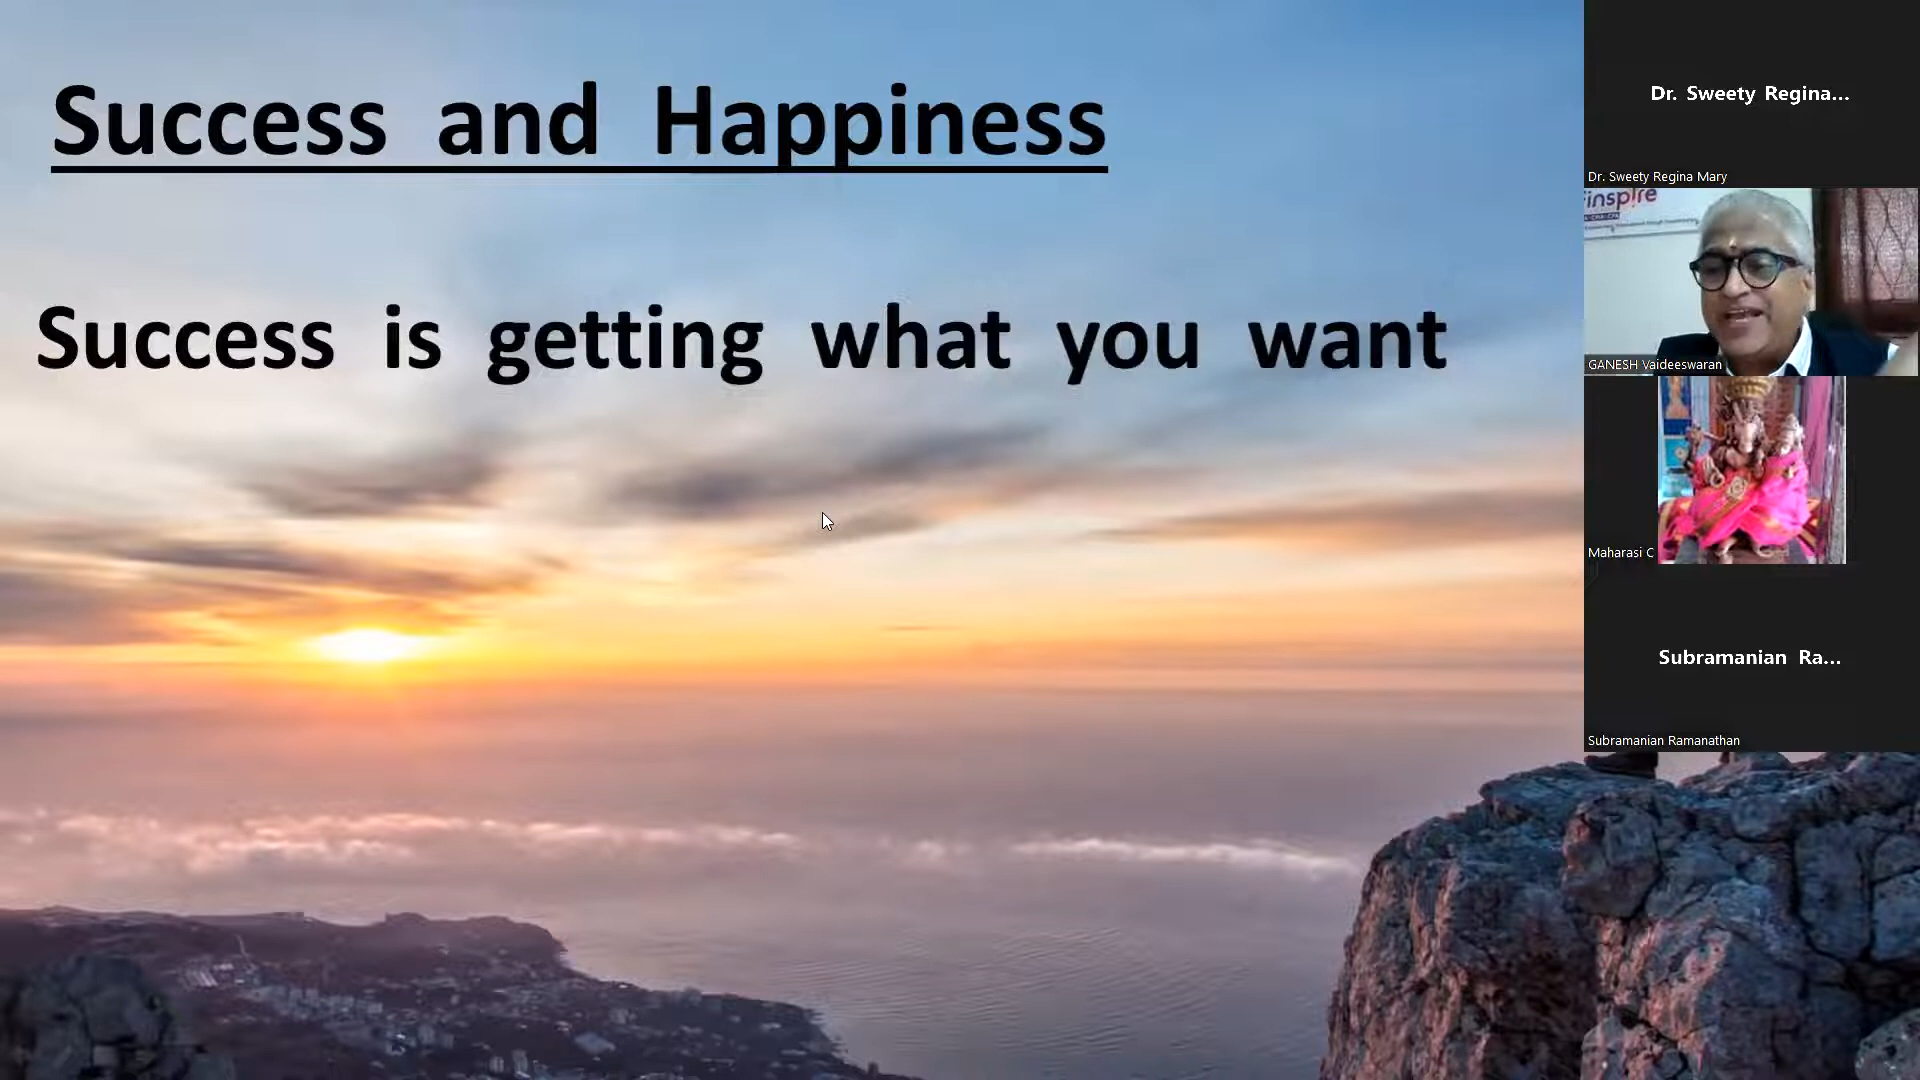 Success and Happiness
Success is getting what you want
Dr. Sweety Regina...
Dr. Sweety Regina Mary
inspire
GANESH Vaideeswaran
Maharasi C
Subramanian Ra...
Subramanian Ramanathan